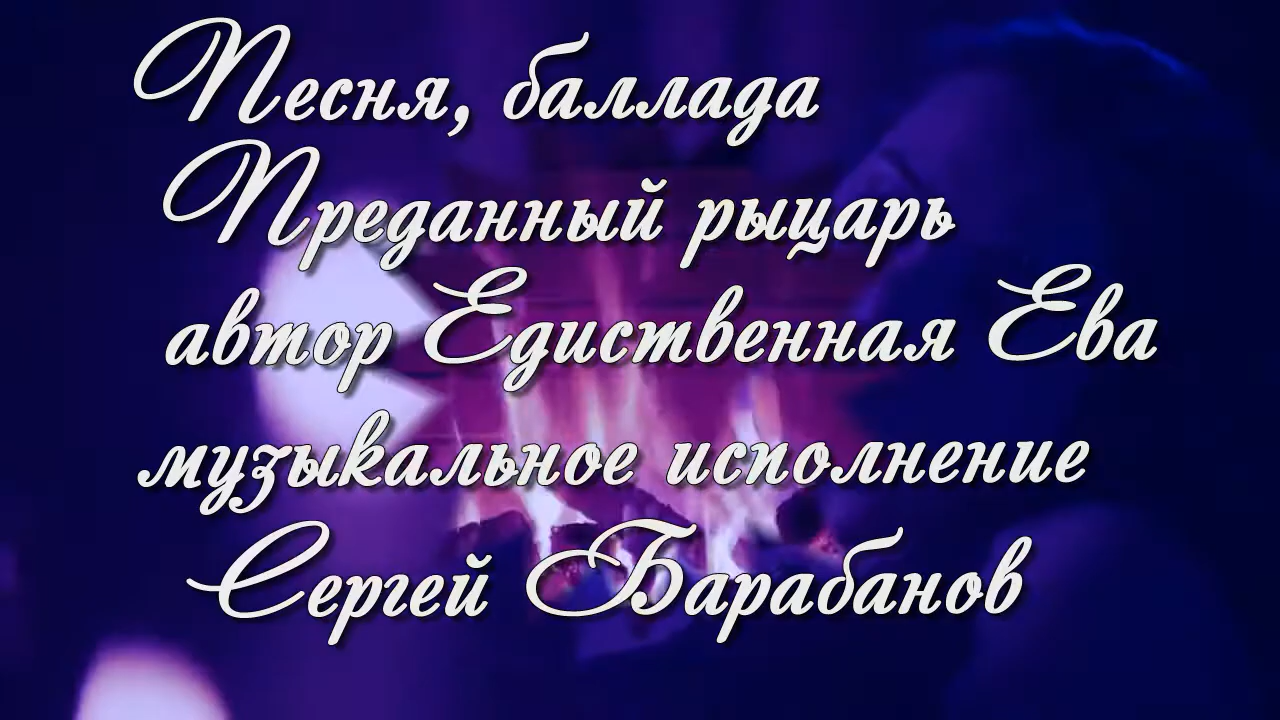 Песня, баллада
Преданный рыцарь
автор Едиственная Ева
музыкальное исполнение
Сергей Барабанов